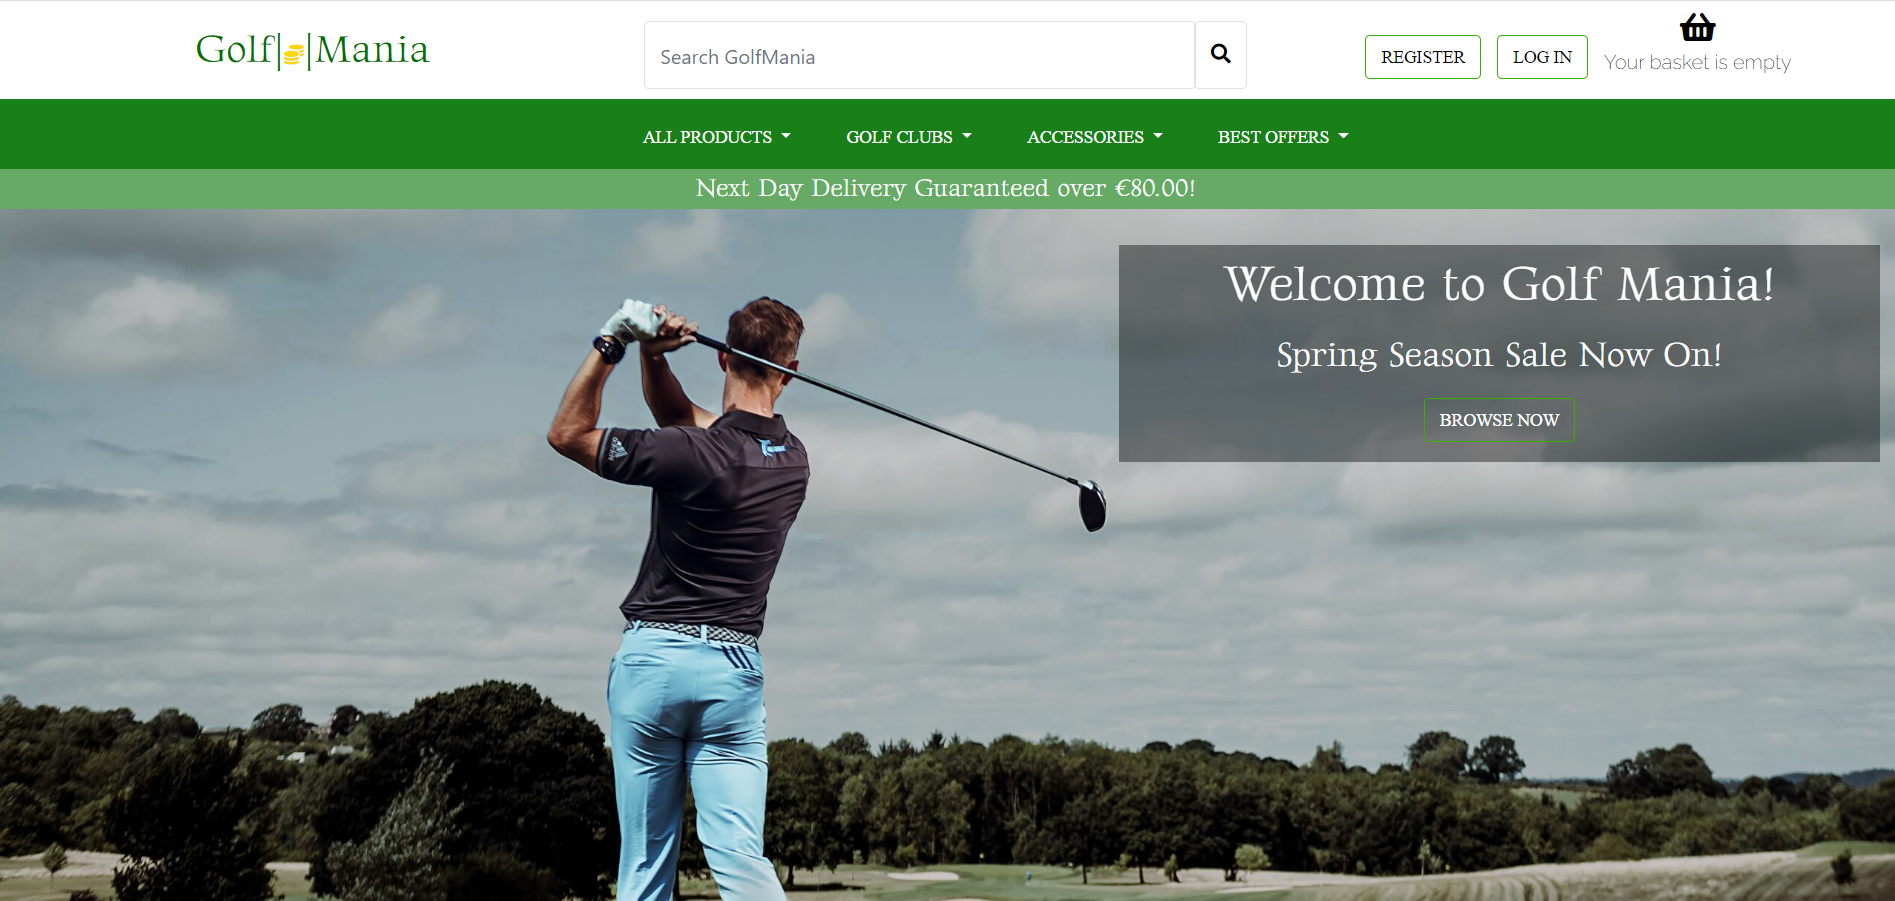 Golf||Mania
Search GolfMania
REGISTER
LOG IN
Your basket is empty
ALL PRODUCTS
GOLF CLUBS
ACCESSORIES
BEST OFFERS
Next Day Delivery Guaranteed over €80.00!
Welcome to Golf Mania!
Spring Season Sale Now On!
BROWSE NOW